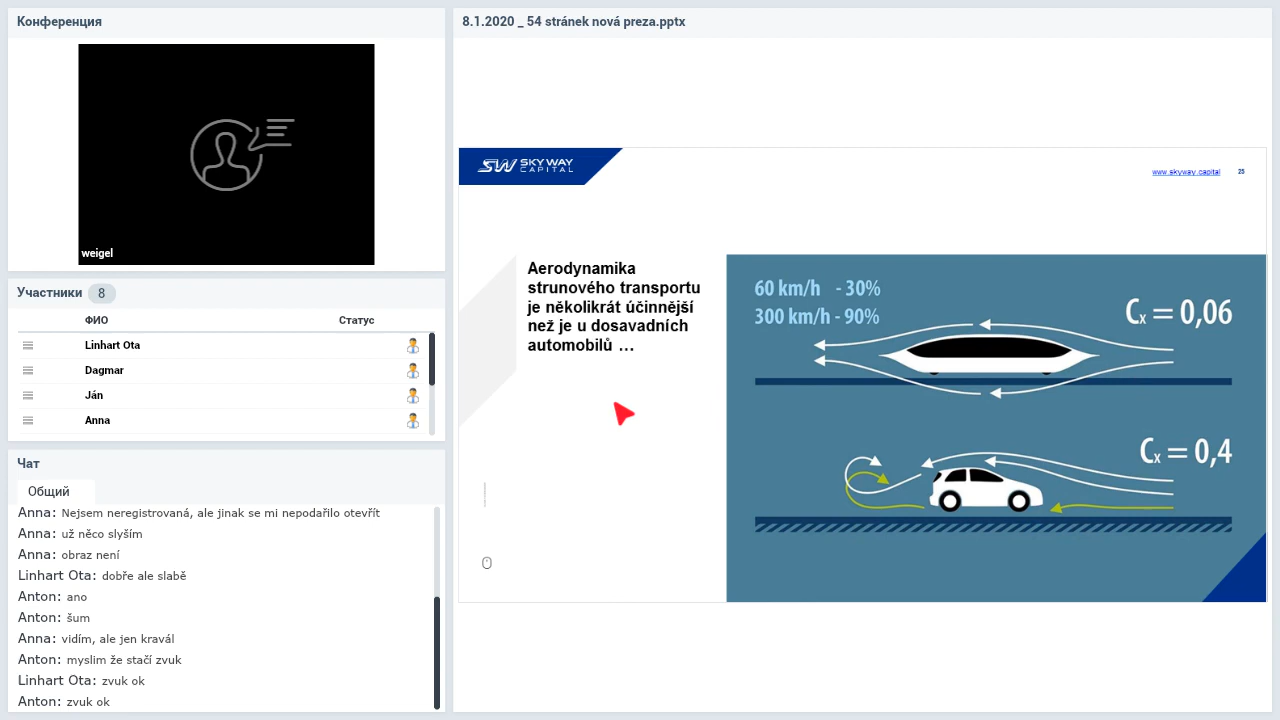 Конференция
weigel
Участники 8
ФИО Статус
Linhart Ota
Dagmar
Ján
Anna
Чат
Общий
Anna: Nejsem neregistrovaná, ale jinak se mi nepodařilo otevřít
Anna: už něco slyším
Anna: obraz není
Linhart Ota: dobře ale slabě
Anton: ano
Anton: šum
Anna: vidím, ale jen kravál
Anton: myslim že stačí zvuk
Linhart Ota: zvuk ok
Anton: zvuk ok
8.1.2020 _ 54 stránek nová preza.pptx
SW SKY WAY
CAPITAL
www.skyway.capital 25
Aerodynamika
strunového transportu
je několikrát účinnější
než je u dosavadních
automobilů ...
60 km/h - 30%
300 km/h - 90%
Cx = 0,06
Cx = 0,4